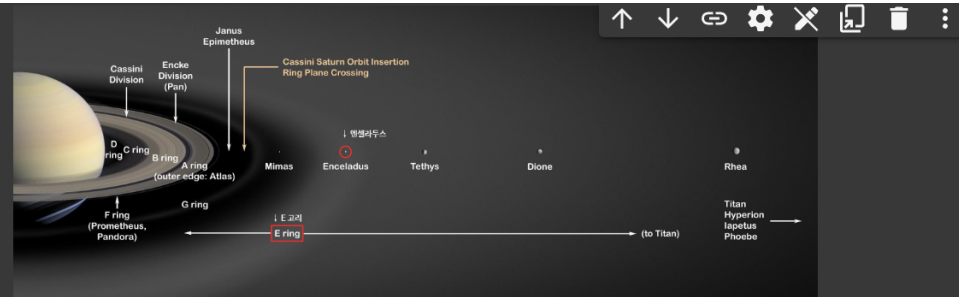 Janus
Epimetheus
Cassini Saturn Orbit Insertion
Ring Plane Crossing
Cassini
Division
Encke
Division
(Pan)
↓ 엔셀라두스
D
ring
C ring
B ring
A ring
(outer edge: Atlas)
Mimas
Enceladus
Tethys
Dione
Rhea
F ring
(Prometheus,
Pandora)
G ring
↓ E 고리
E ring
(to Titan)
Titan
Hyperion
Iapetus
Phoebe